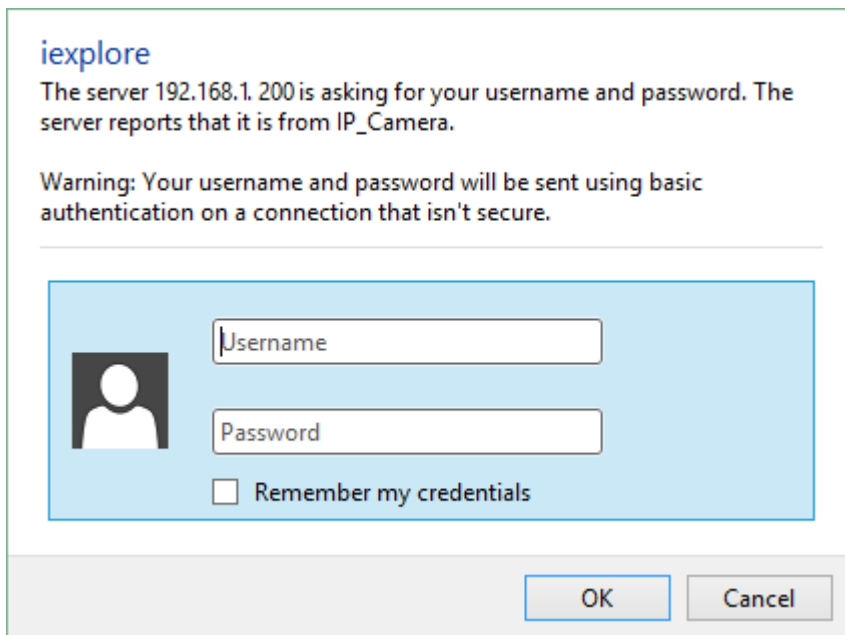 iexplore
The server 192.168.1. 200 is asking for your username and password. The
server reports that it is from IP_Camera.
Warning: Your username and password will be sent using basic
authentication on a connection that isn't secure.
Username
Password
Remember my credentials
OK Cancel